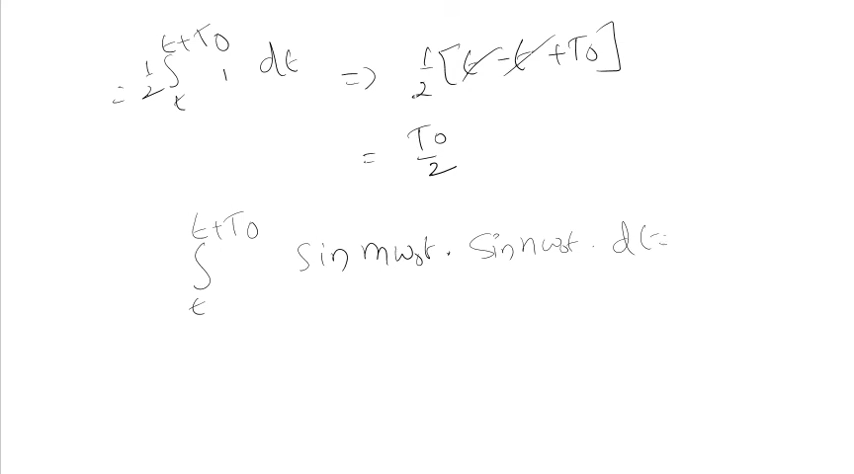 = 1/2 ∫_t^{t+T0} 1 dt => 1/2 [t - t + T0]
= T0/2
∫_t^{t+T0} sin mω0t . sin nω0t . dt =